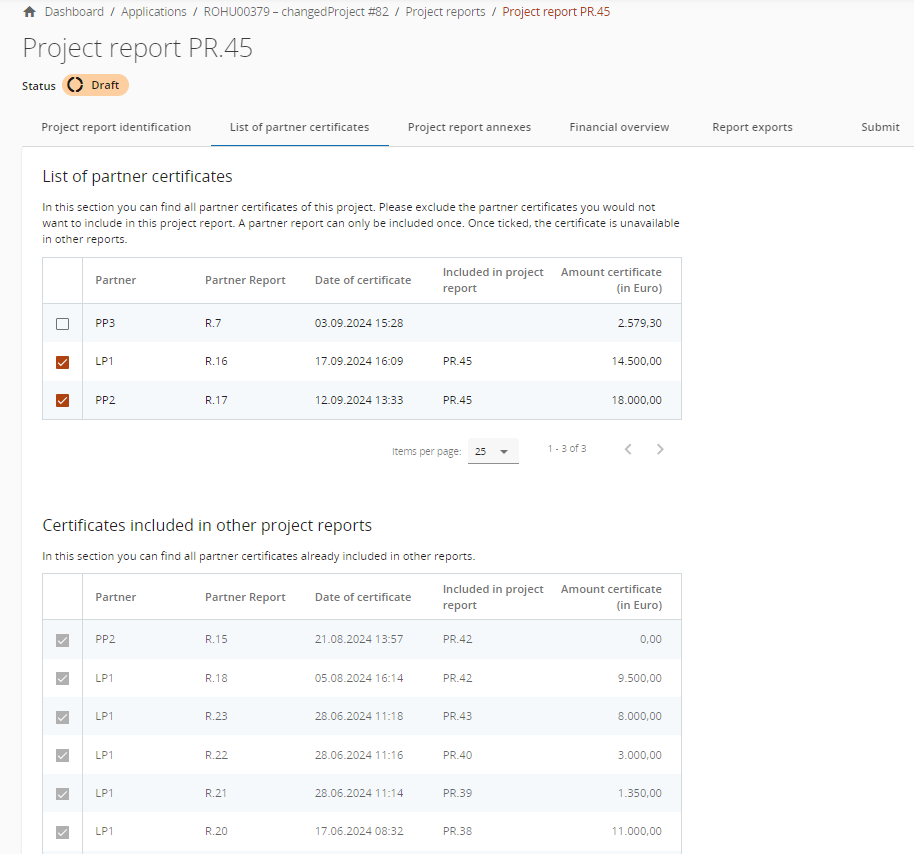 Dashboard / Applications / ROHU00379 – changedProject #82 / Project reports / Project report PR.45
Project report PR.45
Status Draft
Project report identification List of partner certificates Project report annexes Financial overview Report exports Submit
List of partner certificates
In this section you can find all partner certificates of this project. Please exclude the partner certificates you would not
want to include in this project report. A partner report can only be included once. Once ticked, the certificate is unavailable
in other reports.
Partner Partner Report Date of certificate Included in project report Amount certificate (in Euro)
PP3 R.7 03.09.2024 15:28 2.579,30
LP1 R.16 17.09.2024 16:09 PR.45 14.500,00
PP2 R.17 12.09.2024 13:33 PR.45 18.000,00
Items per page: 25 1 - 3 of 3
Certificates included in other project reports
In this section you can find all partner certificates already included in other reports.
Partner Partner Report Date of certificate Included in project report Amount certificate (in Euro)
PP2 R.15 21.08.2024 13:57 PR.42 0,00
LP1 R.18 05.08.2024 16:14 PR.42 9.500,00
LP1 R.23 28.06.2024 11:18 PR.43 8.000,00
LP1 R.22 28.06.2024 11:16 PR.40 3.000,00
LP1 R.21 28.06.2024 11:14 PR.39 1.350,00
LP1 R.20 17.06.2024 08:32 PR.38 11.000,00